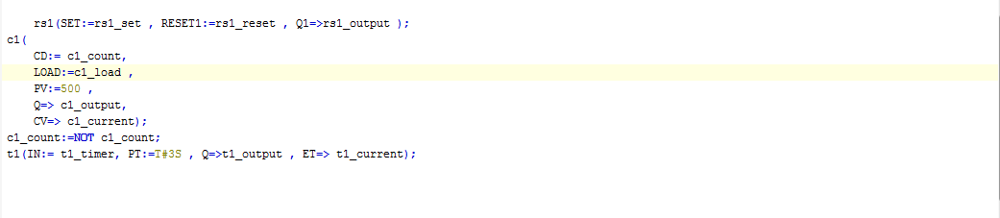 rs1(SET:=rs1_set , RESET1:=rs1_reset , Q1=>rs1_output );
c1(
CD:= c1_count,
LOAD:=c1_load ,
PV:=500 ,
Q=> c1_output,
CV=> c1_current);
c1_count:=NOT c1_count;
t1(IN:= t1_timer, PT:=T#3S , Q=>t1_output , ET=> t1_current);